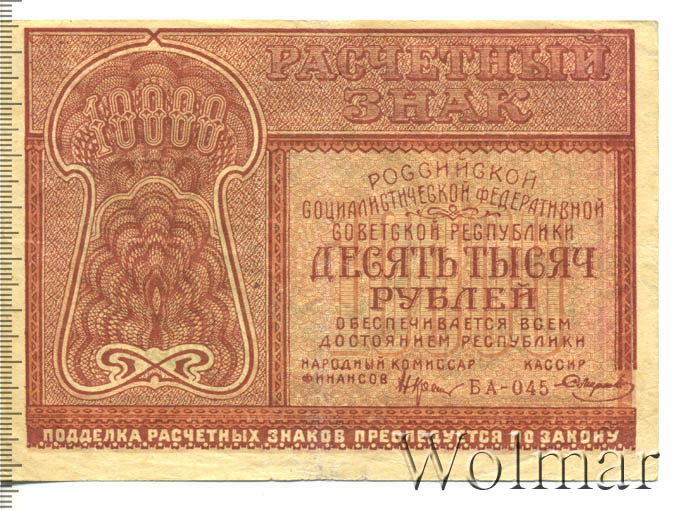 10000
РАСЧЕТНЫЙ
ЗНАК
РОССИЙСКОЙ
СОЦИАЛИСТИЧЕСКОЙ ФЕДЕРАТИВНОЙ
СОВЕТСКОЙ РЕСПУБЛИКИ
ДЕСЯТЬ ТЫСЯЧ
РУБЛЕЙ
ОБЕСПЕЧИВАЕТСЯ ВСЕМ
ДОСТОЯНИЕМ РЕСПУБЛИКИ
НАРОДНЫЙ КОМИССАР КАССИР
ФИНАНСОВ БА-045
ПОДДЕЛКА РАСЧЕТНЫХ ЗНАКОВ ПРЕСЛЕДУЕТСЯ ПО ЗАКОНУ
Wolmar